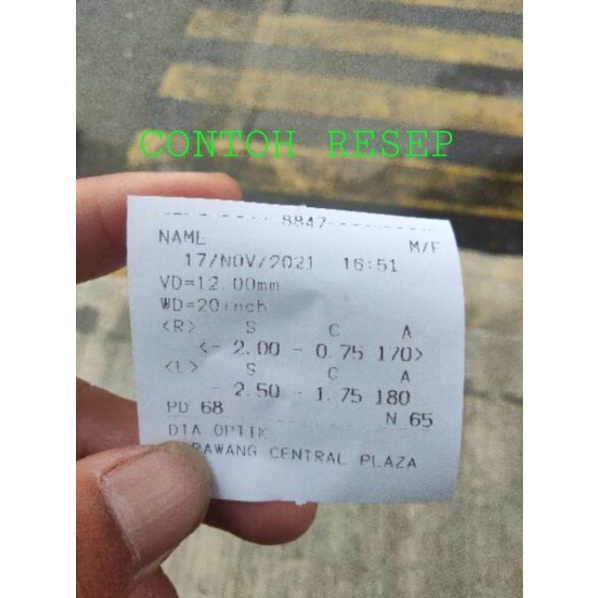 CONTOH RESEP
8847
NAME M/F
17/NOV/2021 16:51
VD=12.00mm
WD=20inch
<R> S C A
<- 2.00 - 0.75 170>
<L> S C A
- 2.50 - 1.75 180
PD 68 N 65
DIA OPTIK
RAWANG CENTRAL PLAZA